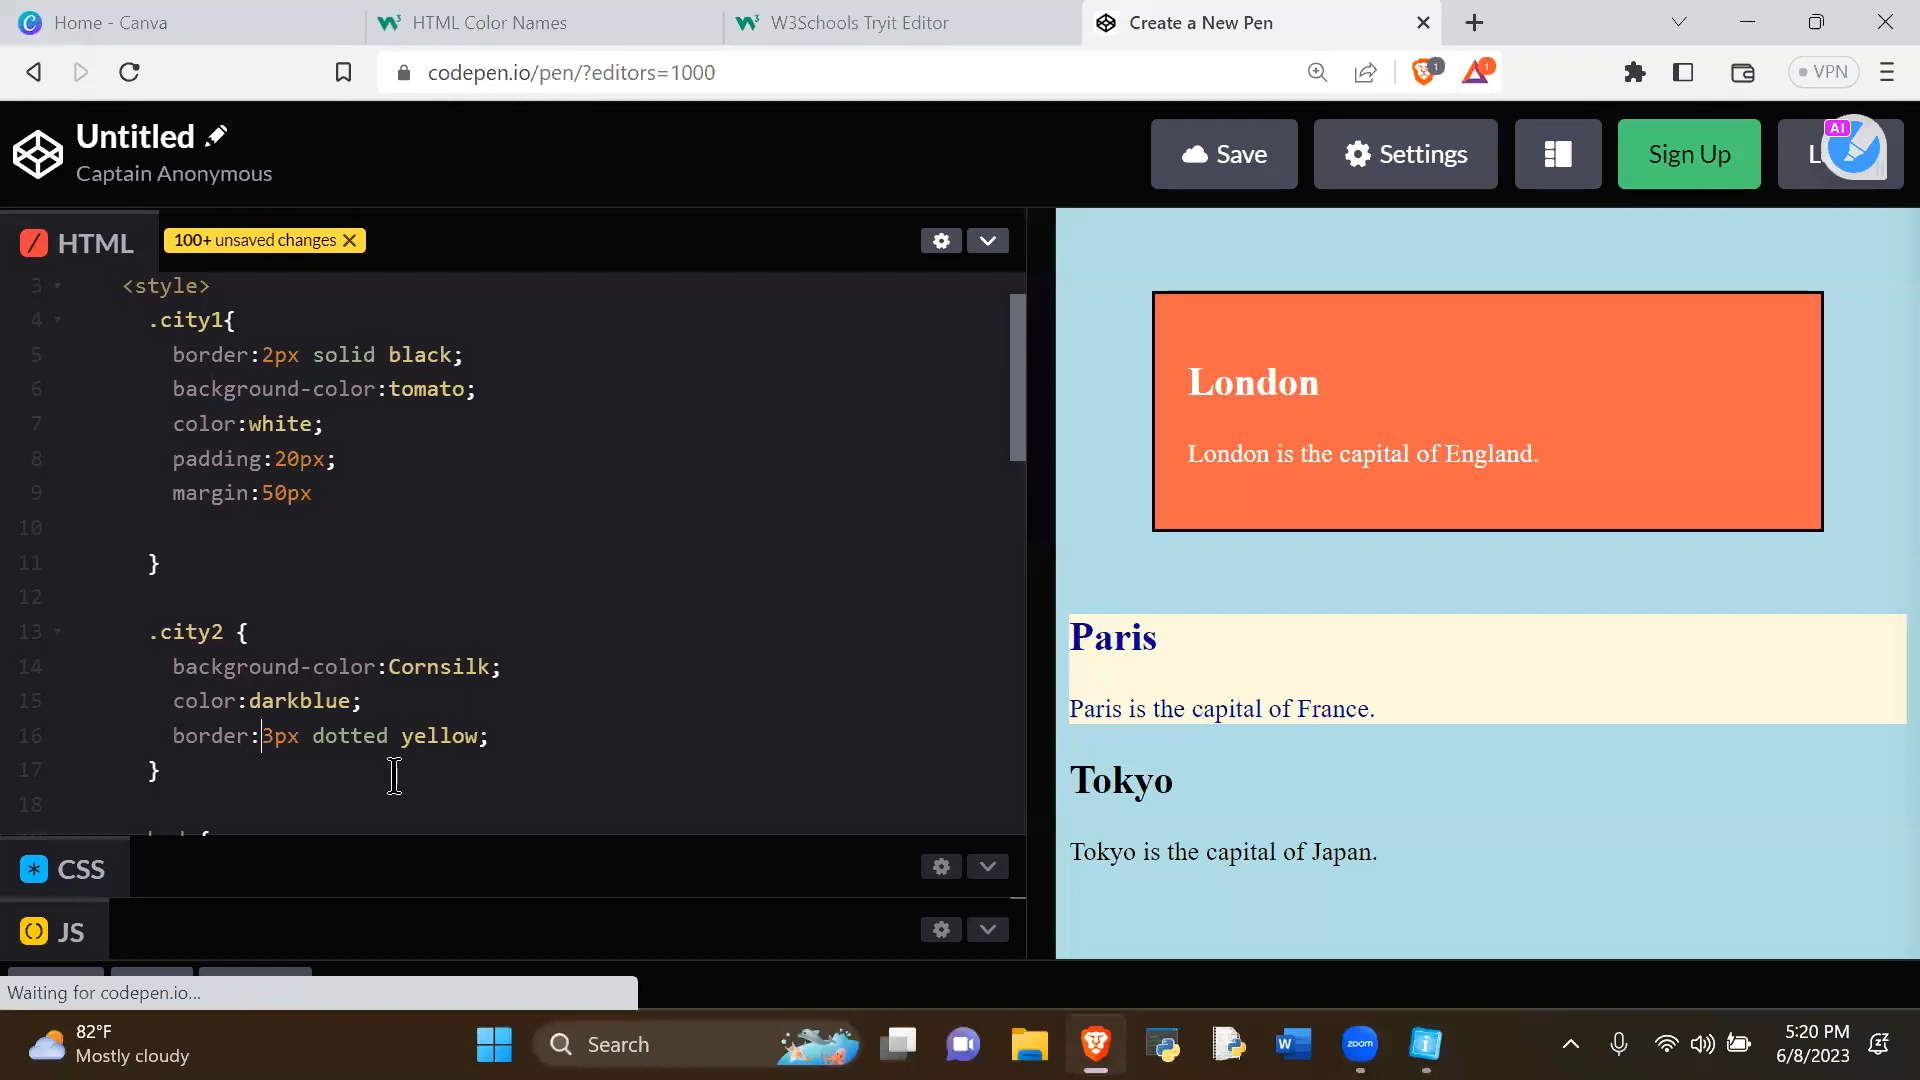 Home - Canva
HTML Color Names
W3Schools Tryit Editor
Create a New Pen
codepen.io/pen/?editors=1000
1
1
VPN
Untitled
Captain Anonymous
Save
Settings
Sign Up
AI
HTML
100+ unsaved changes
3 <style>
4 .city1{
5 border:2px solid black;
6 background-color:tomato;
7 color:white;
8 padding:20px;
9 margin:50px
10
11 }
12
13 .city2 {
14 background-color:Cornsilk;
15 color:darkblue;
16 border:3px dotted yellow;
17 }
18
London
London is the capital of England.
Paris
Paris is the capital of France.
Tokyo
Tokyo is the capital of Japan.
CSS
JS
Waiting for codepen.io...
82°F
Mostly cloudy
Search
zoom
5:20 PM
6/8/2023